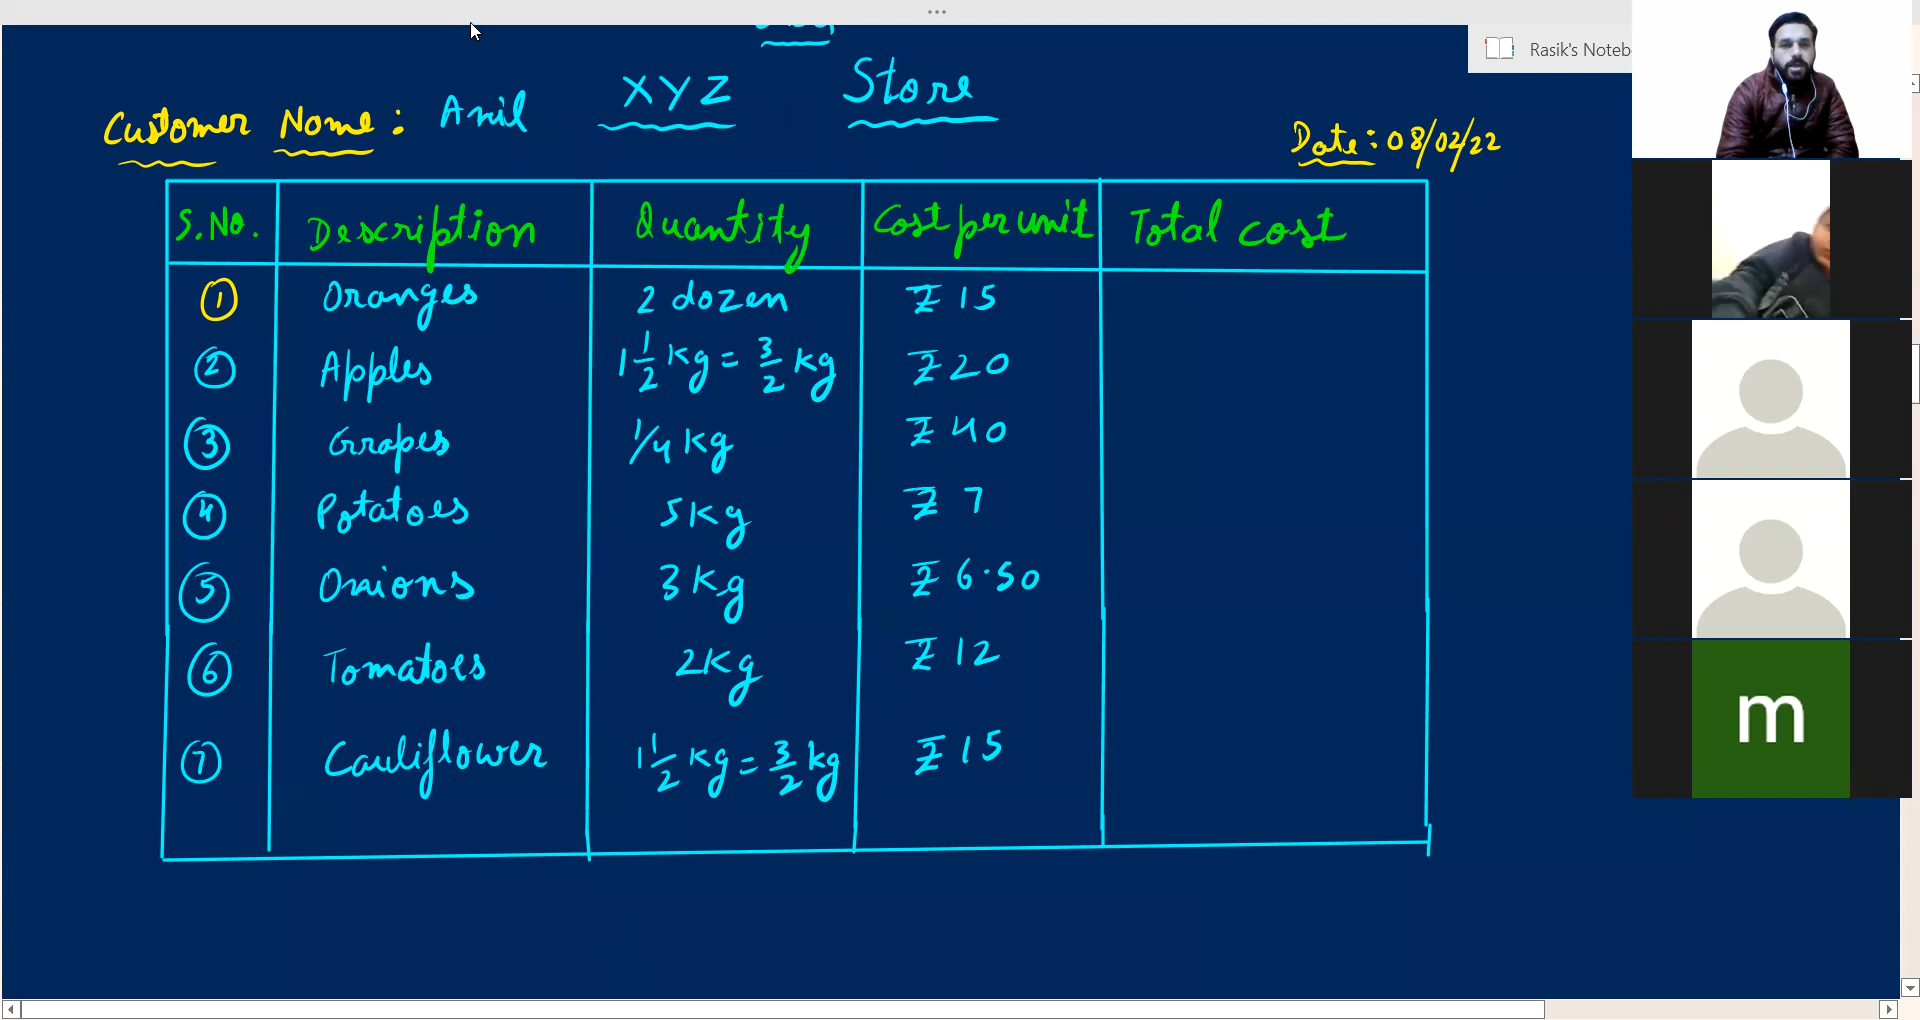 ...
Rasik's Noteb
XYZ Store
Customer Name: Anil
Date: 08/02/22
S.No. Description Quantity Cost per unit Total cost
1 Oranges 2 dozen ₹ 15
2 Apples 1 1/2 kg = 3/2 kg ₹ 20
3 Grapes 1/4 kg ₹ 40
4 Potatoes 5 kg ₹ 7
5 Onions 3 kg ₹ 6.50
6 Tomatoes 2 kg ₹ 12
7 Cauliflower 1 1/2 kg = 3/2 kg ₹ 15
m